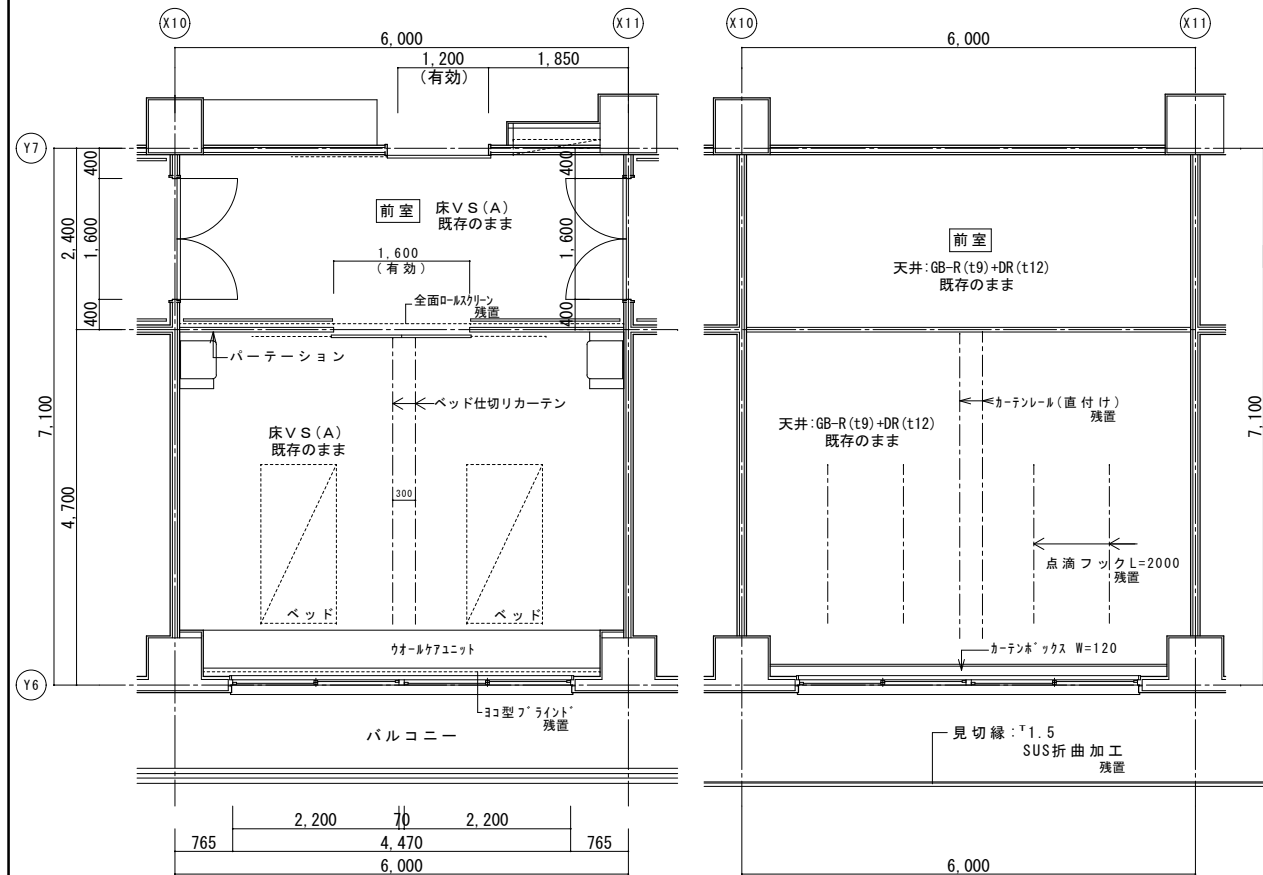 X10
X11
6,000
1,200
(有効)
1,850
Y7
400
2,400
1,600
400
400
1,600
400
前室
床ＶＳ(A)
既存のまま
1,600
(有効)
全面ﾛｰﾙｽｸﾘｰﾝ
残置
パーテーション
ベッド仕切リカーテン
床ＶＳ(A)
既存のまま
7,100
4,700
300
ベッド
ベッド
ウオールケアユニット
Y6
ﾖｺ型ﾌﾞﾗｲﾝﾄﾞ
残置
バルコニー
2,200
70
2,200
765
4,470
765
6,000
X10
X11
6,000
前室
天井:GB-R(t9)+DR(t12)
既存のまま
ｶｰﾃﾝﾚｰﾙ(直付け)
残置
天井:GB-R(t9)+DR(t12)
既存のまま
7,100
点滴フックL=2000
残置
ｶｰﾃﾝﾎﾞｯｸｽ W=120
見切縁:T1.5
SUS折曲加工
残置
6,000